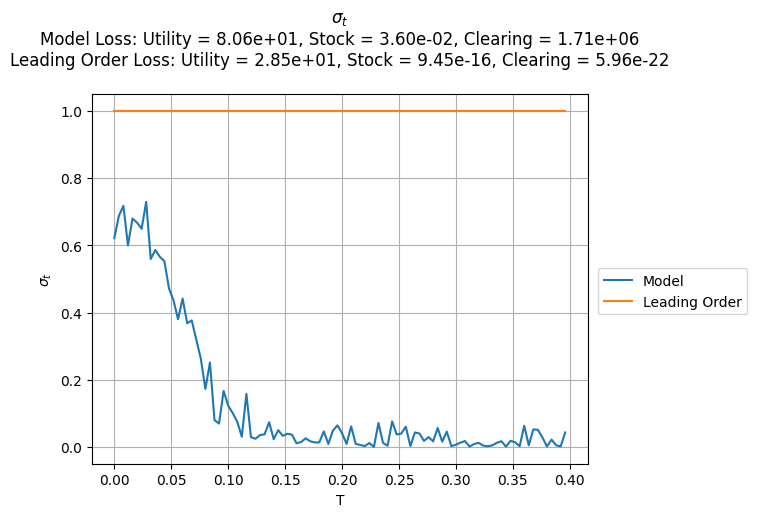 σt
Model Loss: Utility = 8.06e+01, Stock = 3.60e-02, Clearing = 1.71e+06
Leading Order Loss: Utility = 2.85e+01, Stock = 9.45e-16, Clearing = 5.96e-22
1.0
0.8
0.6
0.4
0.2
0.0
σt
0.00 0.05 0.10 0.15 0.20 0.25 0.30 0.35 0.40
T
Model
Leading Order